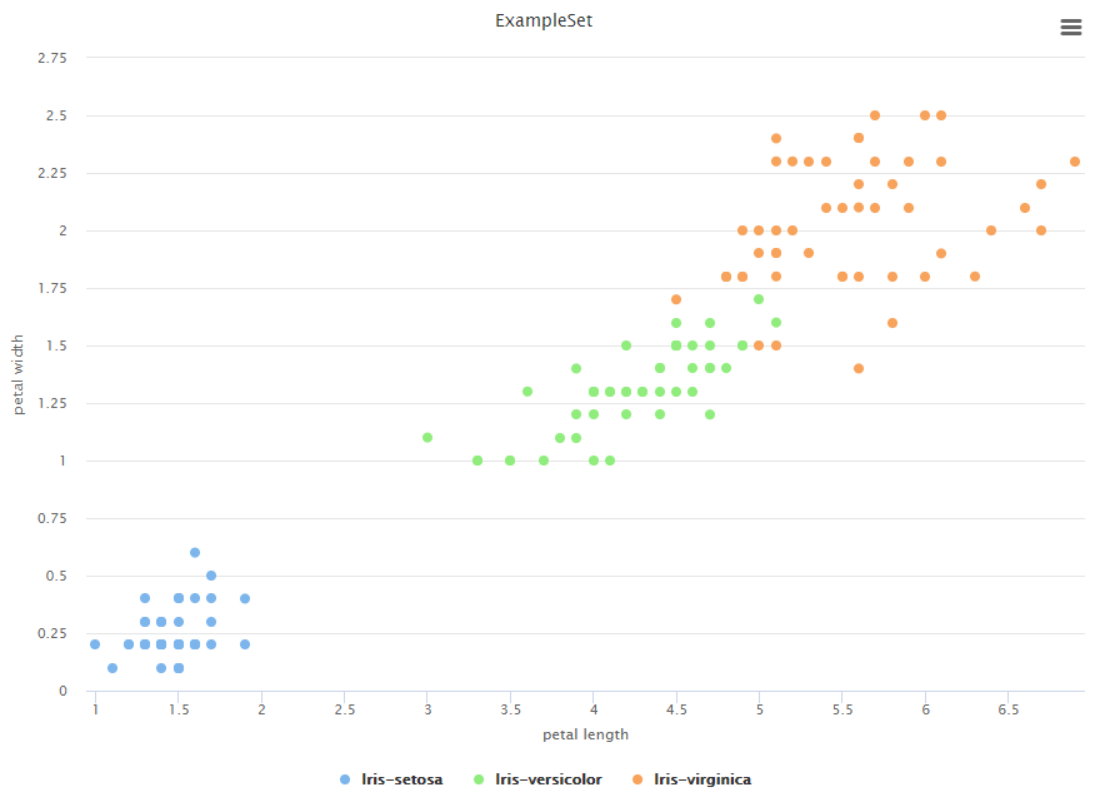 ExampleSet
2.75
2.5
2.25
2
1.75
1.5
1.25
1
0.75
0.5
0.25
0
petal width
1 1.5 2 2.5 3 3.5 4 4.5 5 5.5 6 6.5
petal length
Iris-setosa Iris-versicolor Iris-virginica